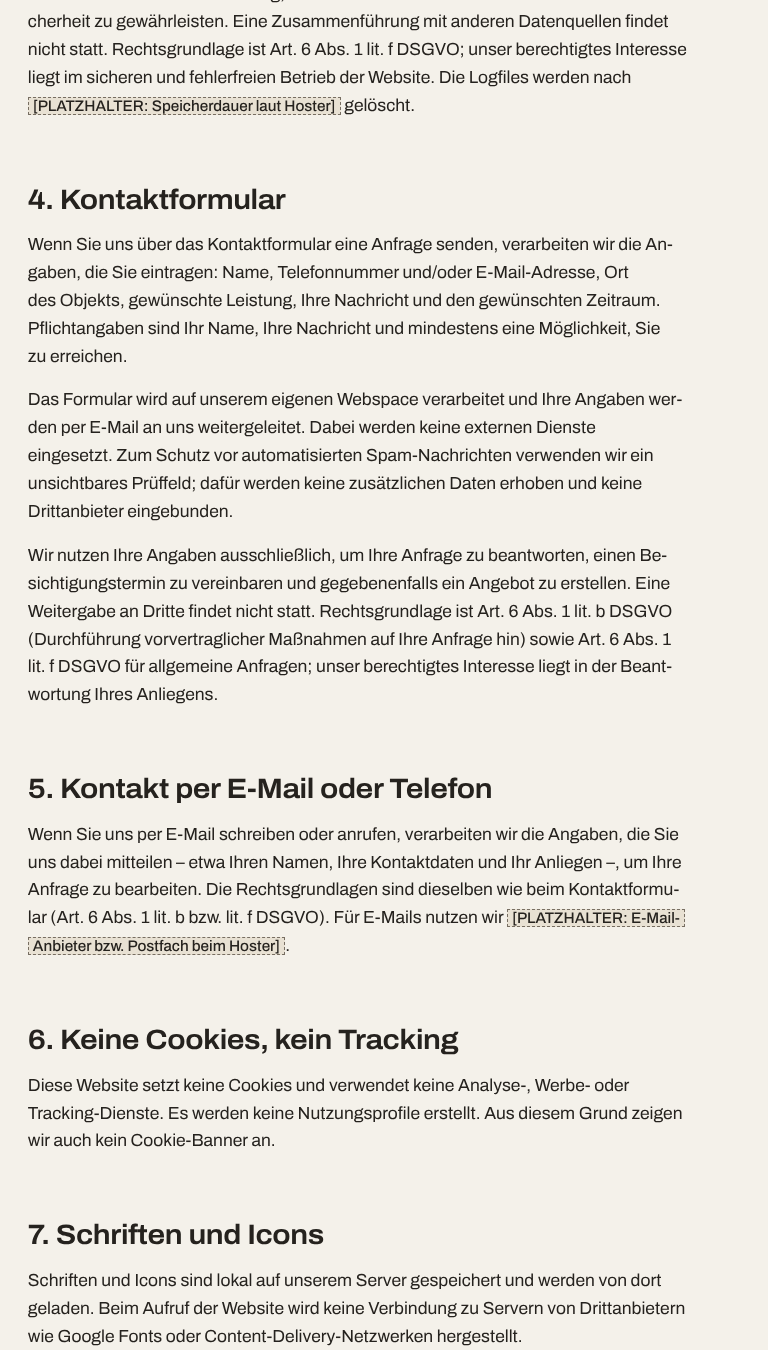 cherheit zu gewährleisten. Eine Zusammenführung mit anderen Datenquellen findet
nicht statt. Rechtsgrundlage ist Art. 6 Abs. 1 lit. f DSGVO; unser berechtigtes Interesse
liegt im sicheren und fehlerfreien Betrieb der Website. Die Logfiles werden nach
[PLATZHALTER: Speicherdauer laut Hoster] gelöscht.
4. Kontaktformular
Wenn Sie uns über das Kontaktformular eine Anfrage senden, verarbeiten wir die An-
gaben, die Sie eintragen: Name, Telefonnummer und/oder E-Mail-Adresse, Ort
des Objekts, gewünschte Leistung, Ihre Nachricht und den gewünschten Zeitraum.
Pflichtangaben sind Ihr Name, Ihre Nachricht und mindestens eine Möglichkeit, Sie
zu erreichen.
Das Formular wird auf unserem eigenen Webspace verarbeitet und Ihre Angaben wer-
den per E-Mail an uns weitergeleitet. Dabei werden keine externen Dienste
eingesetzt. Zum Schutz vor automatisierten Spam-Nachrichten verwenden wir ein
unsichtbares Prüffeld; dafür werden keine zusätzlichen Daten erhoben und keine
Drittanbieter eingebunden.
Wir nutzen Ihre Angaben ausschließlich, um Ihre Anfrage zu beantworten, einen Be-
sichtigungstermin zu vereinbaren und gegebenenfalls ein Angebot zu erstellen. Eine
Weitergabe an Dritte findet nicht statt. Rechtsgrundlage ist Art. 6 Abs. 1 lit. b DSGVO
(Durchführung vorvertraglicher Maßnahmen auf Ihre Anfrage hin) sowie Art. 6 Abs. 1
lit. f DSGVO für allgemeine Anfragen; unser berechtigtes Interesse liegt in der Beant-
wortung Ihres Anliegens.
5. Kontakt per E-Mail oder Telefon
Wenn Sie uns per E-Mail schreiben oder anrufen, verarbeiten wir die Angaben, die Sie
uns dabei mitteilen – etwa Ihren Namen, Ihre Kontaktdaten und Ihr Anliegen –, um Ihre
Anfrage zu bearbeiten. Die Rechtsgrundlagen sind dieselben wie beim Kontaktformu-
lar (Art. 6 Abs. 1 lit. b bzw. lit. f DSGVO). Für E-Mails nutzen wir [PLATZHALTER: E-Mail-
Anbieter bzw. Postfach beim Hoster].
6. Keine Cookies, kein Tracking
Diese Website setzt keine Cookies und verwendet keine Analyse-, Werbe- oder
Tracking-Dienste. Es werden keine Nutzungsprofile erstellt. Aus diesem Grund zeigen
wir auch kein Cookie-Banner an.
7. Schriften und Icons
Schriften und Icons sind lokal auf unserem Server gespeichert und werden von dort
geladen. Beim Aufruf der Website wird keine Verbindung zu Servern von Drittanbietern
wie Google Fonts oder Content-Delivery-Netzwerken hergestellt.